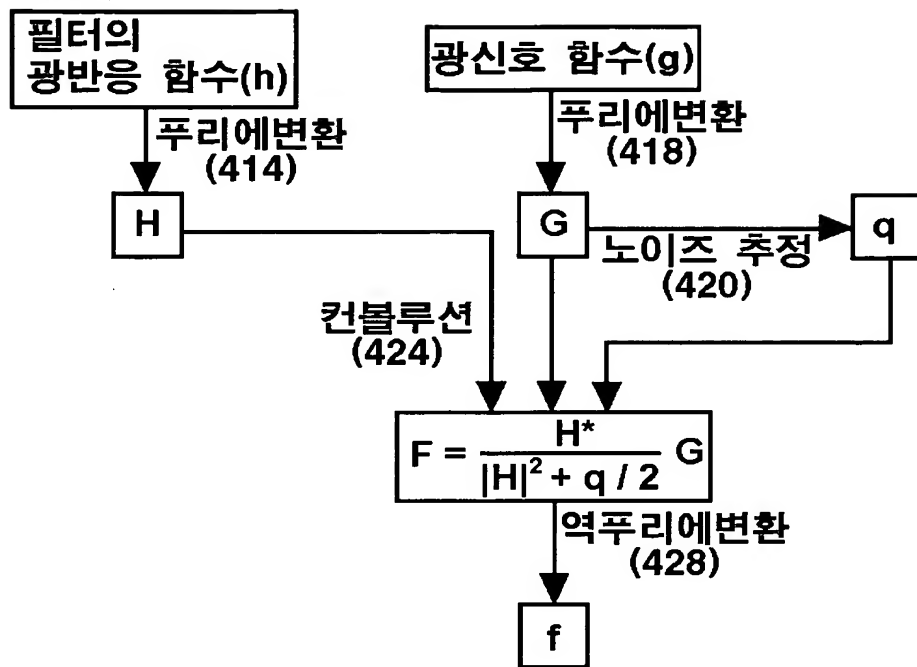 필터의
광반응 함수(h)
광신호 함수(g)
푸리에변환
(414)
푸리에변환
(418)
H
G
q
노이즈 추정
(420)
컨볼루션
(424)
F = H* / |H|² + q / 2 G
역푸리에변환
(428)
f